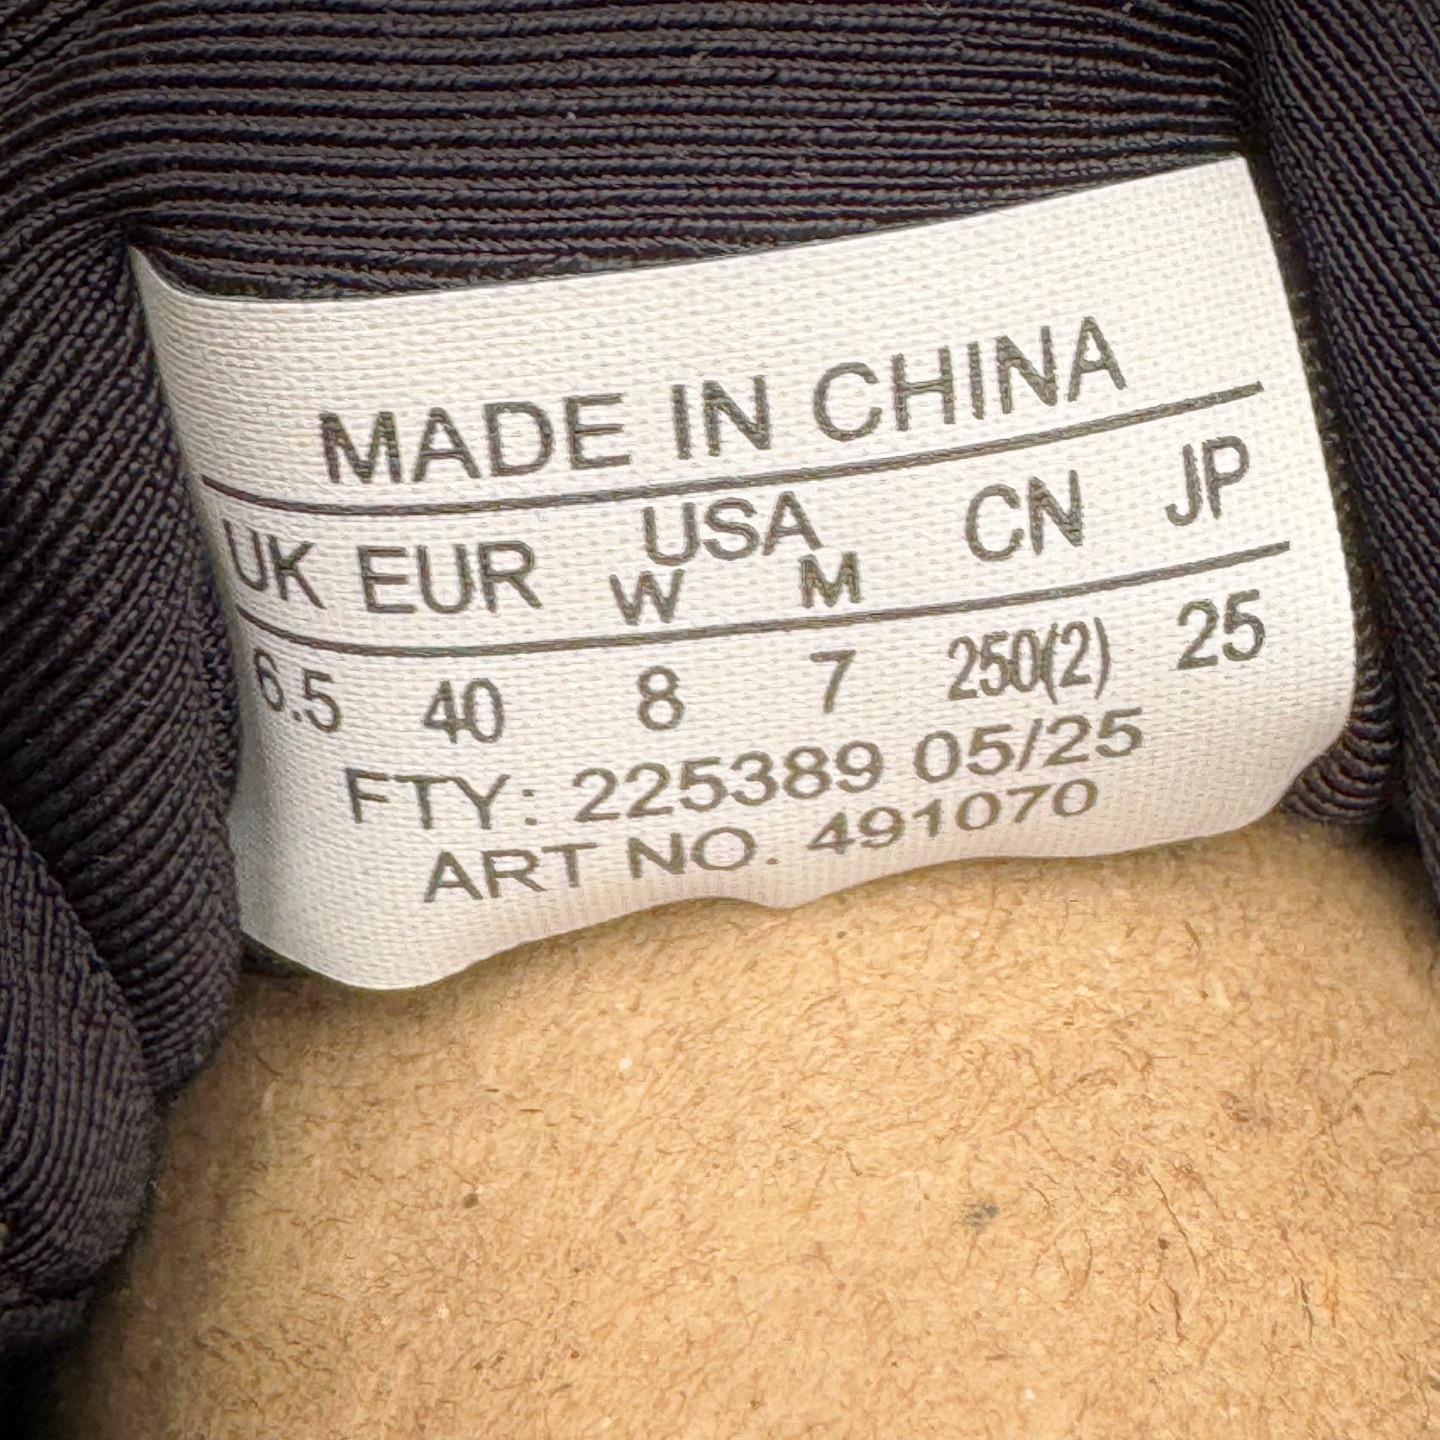 MADE IN CHINA
UK EUR USA CN JP
W M
6.5 40 8 7 250(2) 25
FTY: 225389 05/25
ART NO. 491070